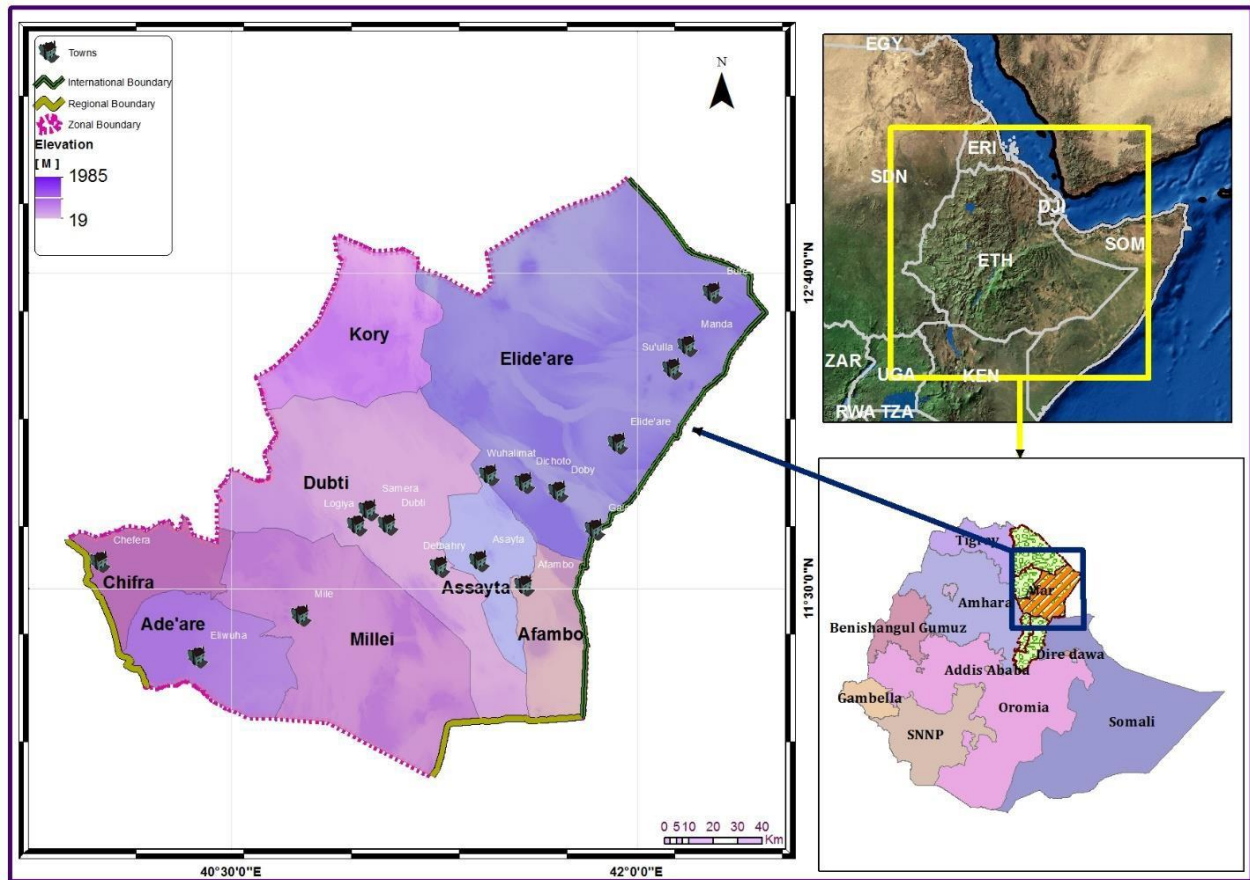 Towns
International Boundary
Regional Boundary
Zonal Boundary
Elevation
[ M ]
1985
19
N
Kory
Elide'are
Manda
Su'ulla
Elide'are
Wuhalimat
Dichoto
Doby
Dubti
Samera
Logiya
Dubti
Asayta
Afambo
Chefera
Chifra
Assayta
Mile
Ade'are
Eliwuha
Millei
Afambo
0 5 10 20 30 40
Km
40°30'0"E
42°0'0"E
12°40'0"N
11°30'0"N
EGY
ERI
SDN
DJI
SOM
ETH
ZAR
UGA
KEN
RWA TZA
Tigray
Mar
Amhara
Benishangul Gumuz
Dire dawa
Addis Ababa
Gambella
Oromia
Somali
SNNP